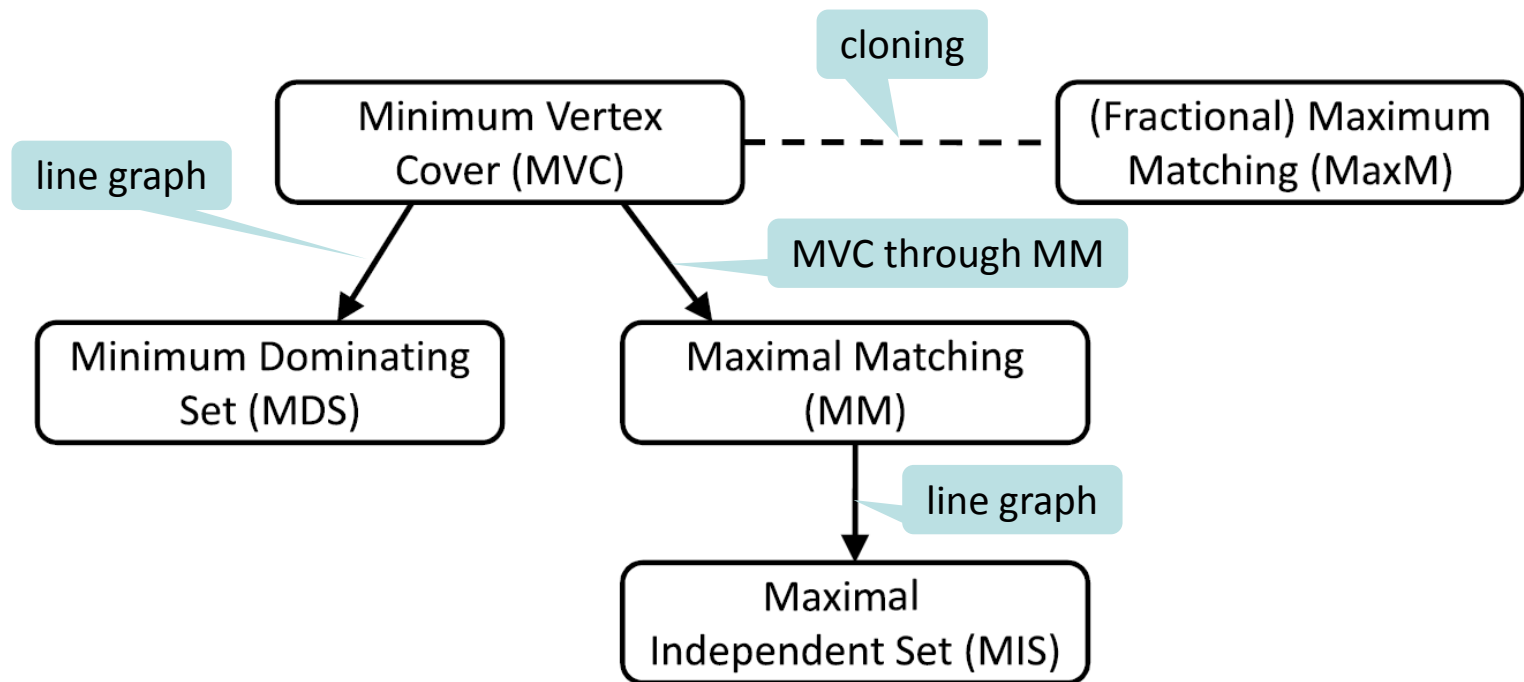 cloning
Minimum Vertex
Cover (MVC)
(Fractional) Maximum
Matching (MaxM)
line graph
MVC through MM
Minimum Dominating
Set (MDS)
Maximal Matching
(MM)
line graph
Maximal
Independent Set (MIS)